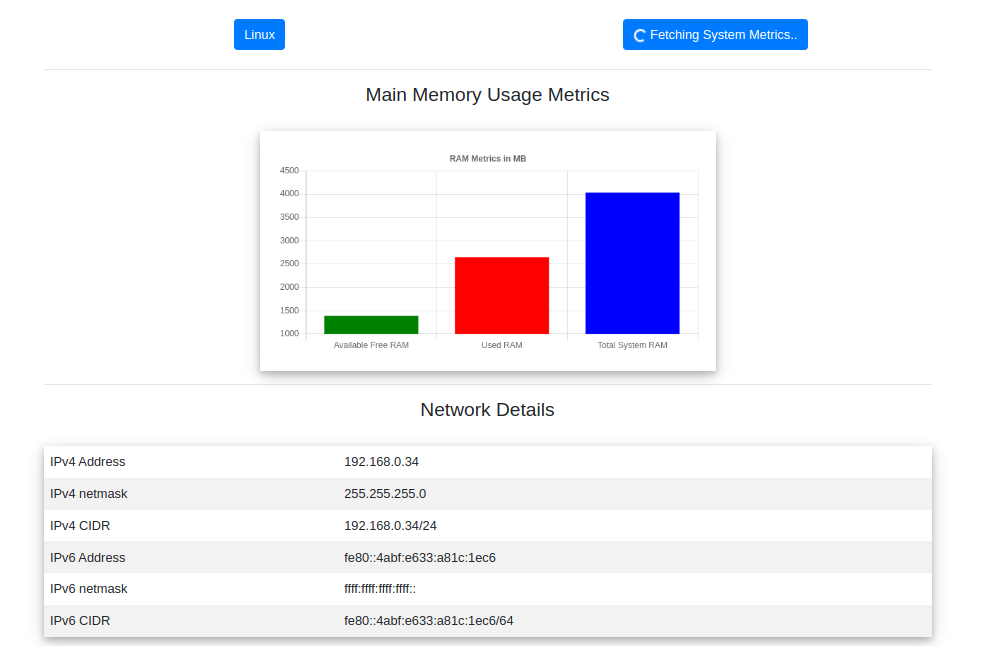 Linux
Fetching System Metrics..
Main Memory Usage Metrics
RAM Metrics in MB
4500
4000
3500
3000
2500
2000
1500
1000
Available Free RAM Used RAM Total System RAM
Network Details
IPv4 Address 192.168.0.34
IPv4 netmask 255.255.255.0
IPv4 CIDR 192.168.0.34/24
IPv6 Address fe80::4abf:e633:a81c:1ec6
IPv6 netmask ffff:ffff:ffff:ffff::
IPv6 CIDR fe80::4abf:e633:a81c:1ec6/64